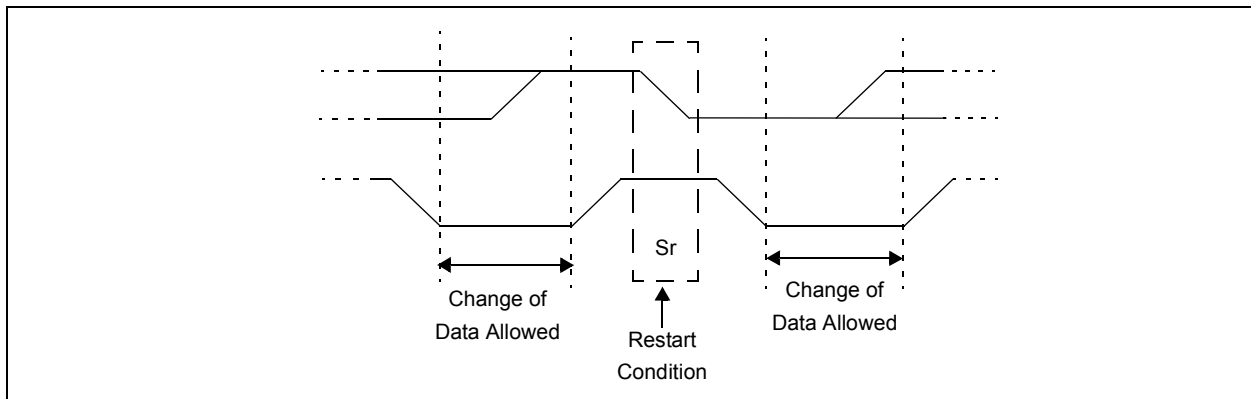 Sr
Change of
Data Allowed
Restart
Condition
Change of
Data Allowed